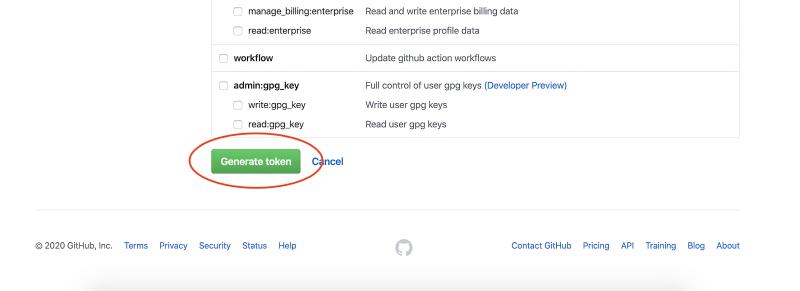 manage_billing:enterprise Read and write enterprise billing data
read:enterprise Read enterprise profile data
workflow Update github action workflows
admin:gpg_key Full control of user gpg keys (Developer Preview)
write:gpg_key Write user gpg keys
read:gpg_key Read user gpg keys
Generate token Cancel
© 2020 GitHub, Inc. Terms Privacy Security Status Help Contact GitHub Pricing API Training Blog About